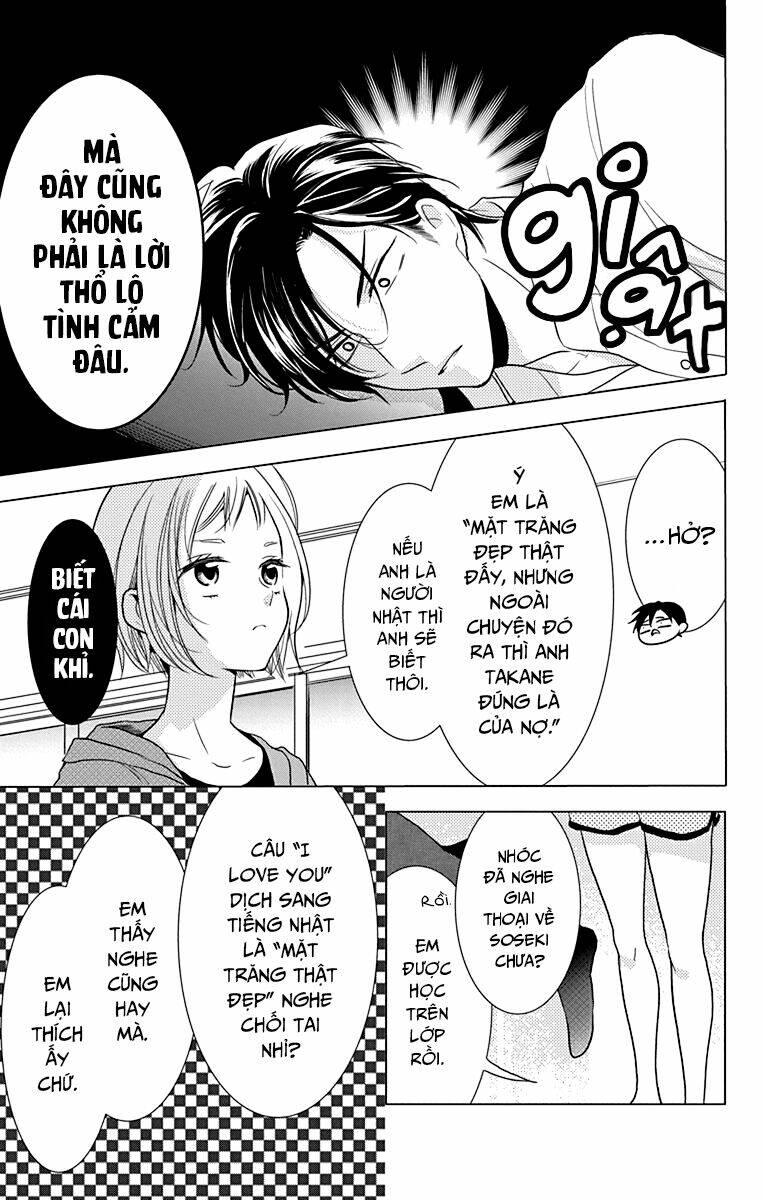 MÀ
ĐÂY CŨNG
KHÔNG
PHẢI LÀ LỜI
THỔ LỘ
TÌNH CẢM
ĐÂU.
giật
...HỞ?
Ý
EM LÀ
"MẶT TRĂNG
ĐẸP THẬT
ĐẤY, NHƯNG
NGOÀI
CHUYỆN ĐÓ
RA THÌ ANH
TAKANE
ĐÚNG LÀ
CỦA NỢ."
NẾU
ANH LÀ
NGƯỜI
NHẬT THÌ
ANH SẼ
BIẾT
THÔI.
BIẾT
CÁI
CON
KHỈ.
NHÓC
ĐÃ NGHE
GIAI
THOẠI VỀ
SOSEKI
CHƯA?
RỒI.
EM
ĐƯỢC
HỌC
TRÊN
LỚP
RỒI.
CÂU "I
LOVE YOU"
DỊCH SANG
TIẾNG NHẬT
LÀ "MẶT
TRĂNG THẬT
ĐẸP" NGHE
CHỐI TAI
NHỈ?
EM
THẤY
NGHE
CŨNG
HAY
MÀ.
EM
LẠI
THÍCH
ẤY
CHỨ.